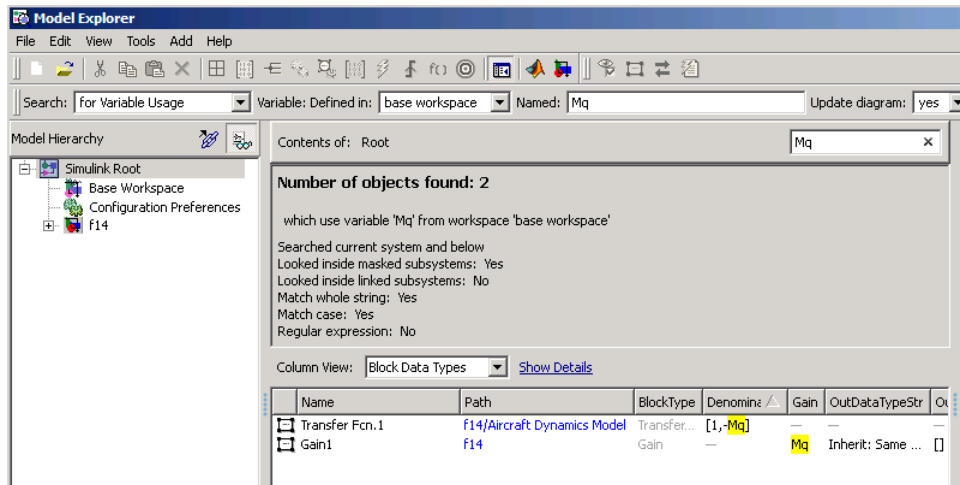 Model Explorer
File Edit View Tools Add Help
Search: for Variable Usage Variable: Defined in: base workspace Named: Mq Update diagram: yes
Model Hierarchy
Contents of: Root Mq
Simulink Root
Base Workspace
Configuration Preferences
f14
Number of objects found: 2
which use variable 'Mq' from workspace 'base workspace'
Searched current system and below
Looked inside masked subsystems: Yes
Looked inside linked subsystems: No
Match whole string: Yes
Match case: Yes
Regular expression: No
Column View: Block Data Types Show Details
Name Path BlockType Denomina Gain OutDataTypeStr Ou
Transfer Fcn.1 f14/Aircraft Dynamics Model Transfer... [1,-Mq] — — —
Gain1 f14 Gain — Mq Inherit: Same ... []